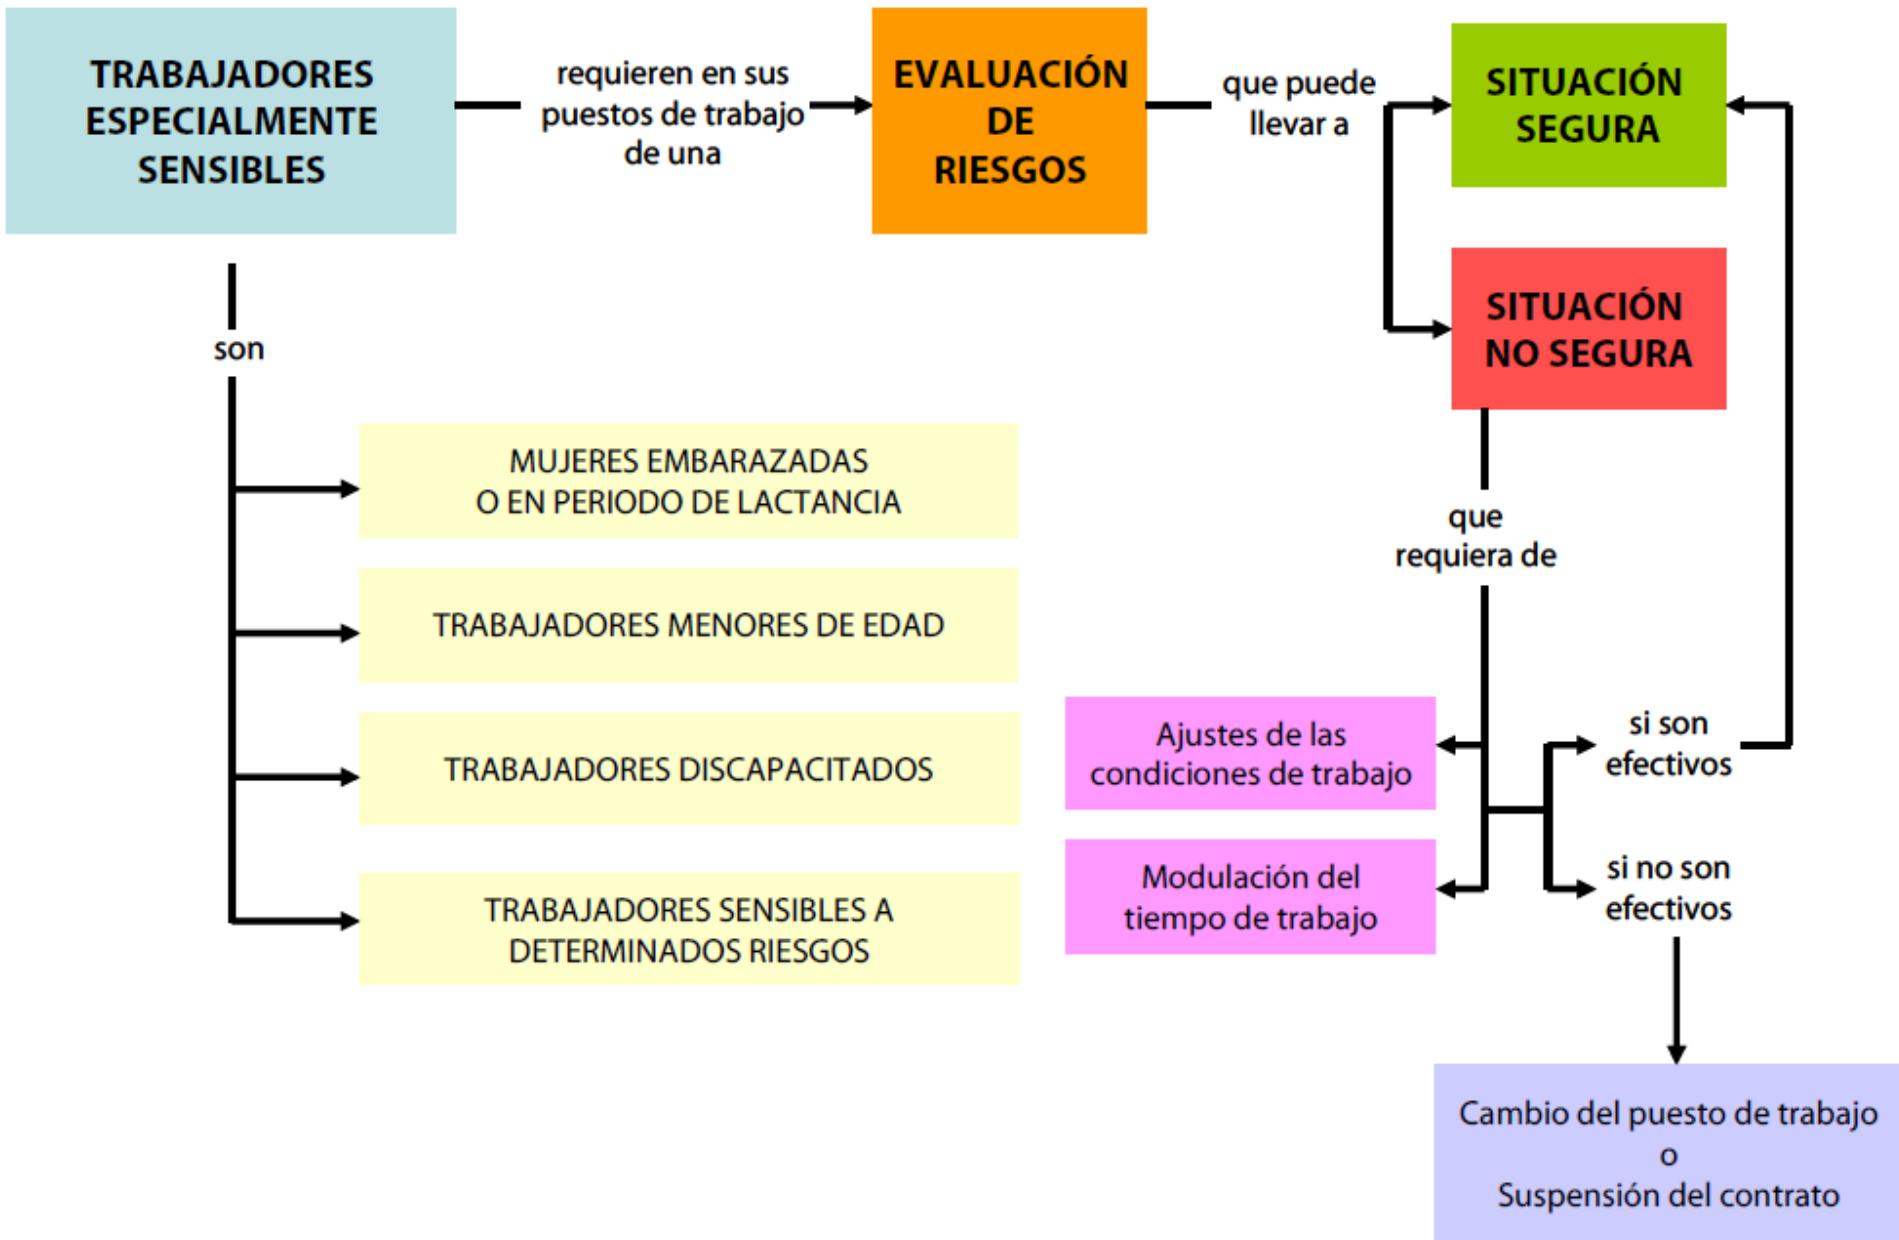 TRABAJADORES
ESPECIALMENTE
SENSIBLES
requieren en sus
puestos de trabajo
de una
EVALUACIÓN
DE
RIESGOS
que puede
llevar a
SITUACIÓN
SEGURA
SITUACIÓN
NO SEGURA
son
MUJERES EMBARAZADAS
O EN PERIODO DE LACTANCIA
TRABAJADORES MENORES DE EDAD
TRABAJADORES DISCAPACITADOS
TRABAJADORES SENSIBLES A
DETERMINADOS RIESGOS
que
requiera de
Ajustes de las
condiciones de trabajo
Modulación del
tiempo de trabajo
si son
efectivos
si no son
efectivos
Cambio del puesto de trabajo
o
Suspensión del contrato